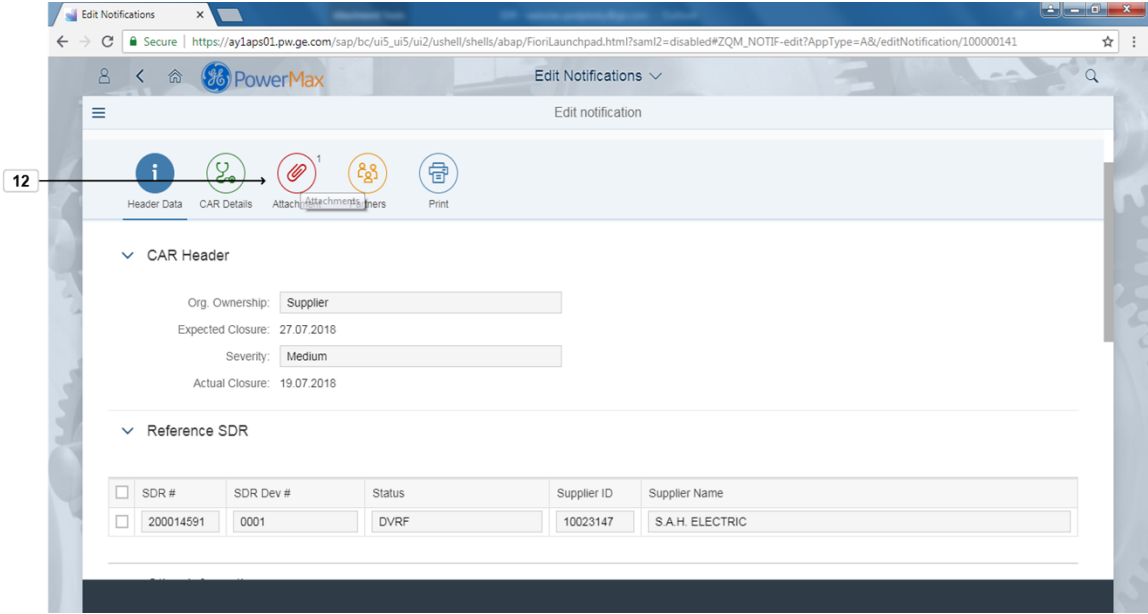 Edit Notifications
Secure https://ay1aps01.pw.ge.com/sap/bc/ui5_ui5/ui2/ushell/shells/abap/FioriLaunchpad.html?saml2=disabled#ZQM_NOTIF-edit?AppType=A&/editNotification/100000141
PowerMax Edit Notifications
Edit notification
1
12
Header Data CAR Details Attachments Partners Print
CAR Header
Org. Ownership: Supplier
Expected Closure: 27.07.2018
Severity: Medium
Actual Closure: 19.07.2018
Reference SDR
SDR # SDR Dev # Status Supplier ID Supplier Name
200014591 0001 DVRF 10023147 S.A.H. ELECTRIC